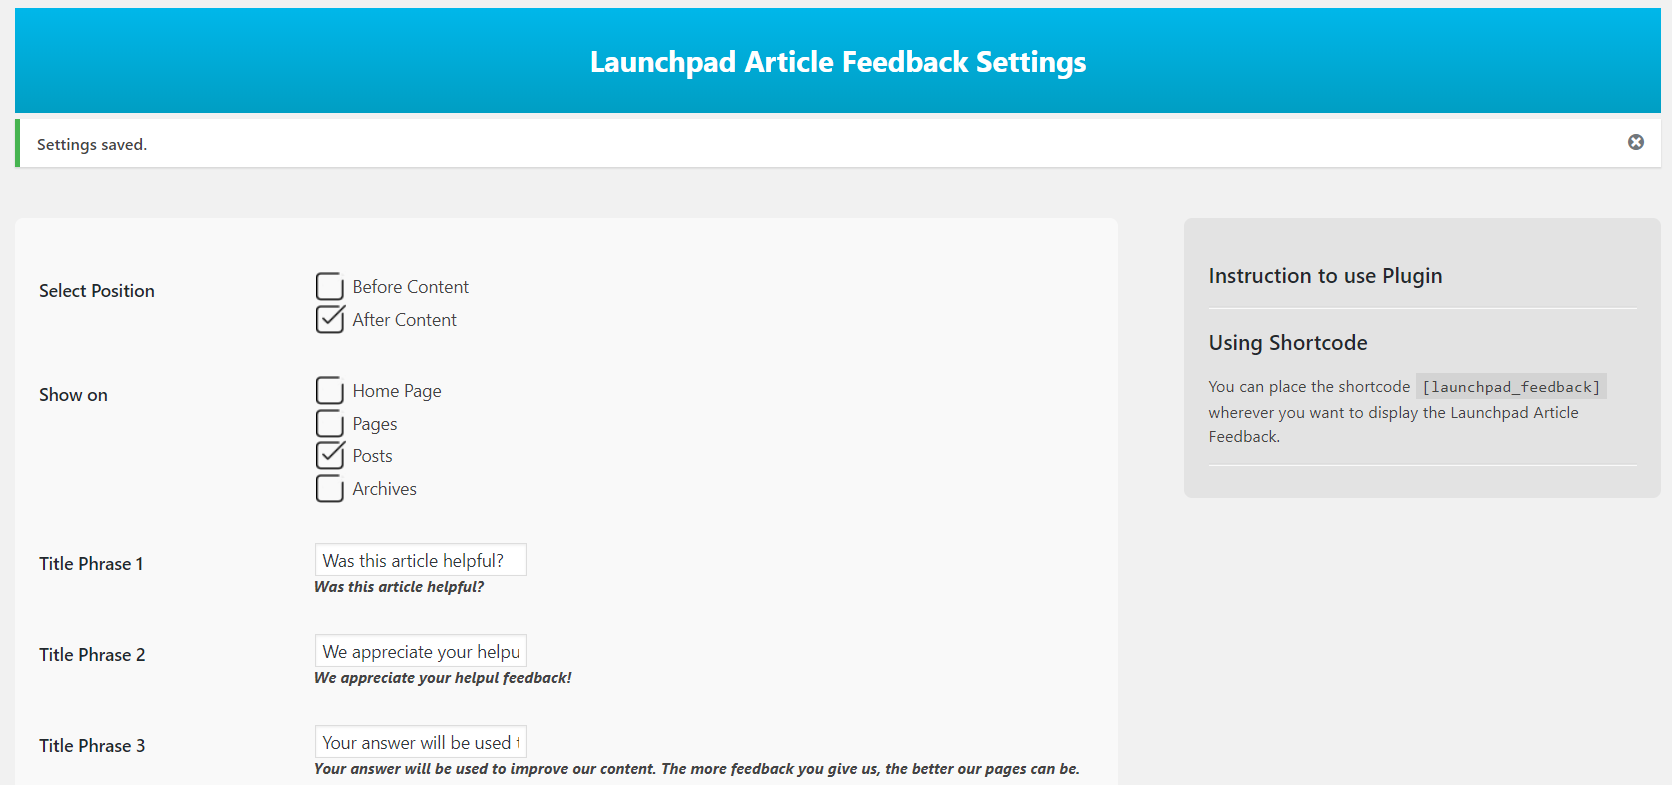 Launchpad Article Feedback Settings
Settings saved.
Select Position
Before Content
After Content
Show on
Home Page
Pages
Posts
Archives
Title Phrase 1
Was this article helpful?
Was this article helpful?
Title Phrase 2
We appreciate your helpu
We appreciate your helpul feedback!
Title Phrase 3
Your answer will be used t
Your answer will be used to improve our content. The more feedback you give us, the better our pages can be.
Instruction to use Plugin
Using Shortcode
You can place the shortcode [launchpad_feedback]
wherever you want to display the Launchpad Article
Feedback.